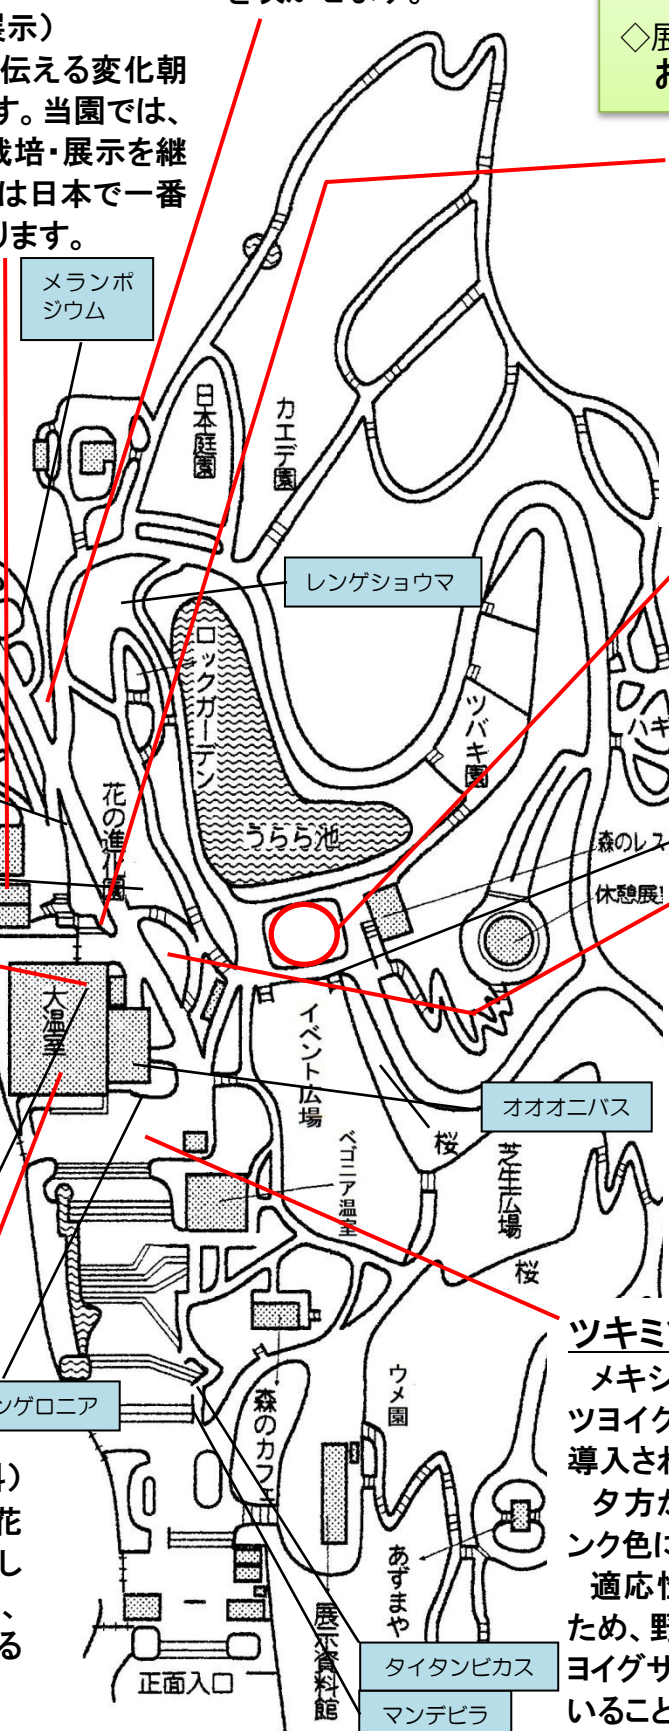 展示）
伝える変化朝
す。当園では、
栽培・展示を継
は日本で一番
ります。
◇展
お
メランポ
ジウム
日本庭園
カエデ園
レンゲショウマ
ロックガーデン
ツバキ園
ハギ
花の進化園
うらら池
森のレス
休憩展
大温室
イベント広場
オオオニバス
桜
芝生広場
ベゴニア温室
桜
ツキミ
メキシ
ツヨイグ
導入され
夕方か
ンク色に
適応性
ため、野
ヨイグサ
いること
ンゲロニア
ウメ園
森のカフェ
花
し
、
る
あずまや
展示資料館
正面入口
タイタンビカス
マンデビラ